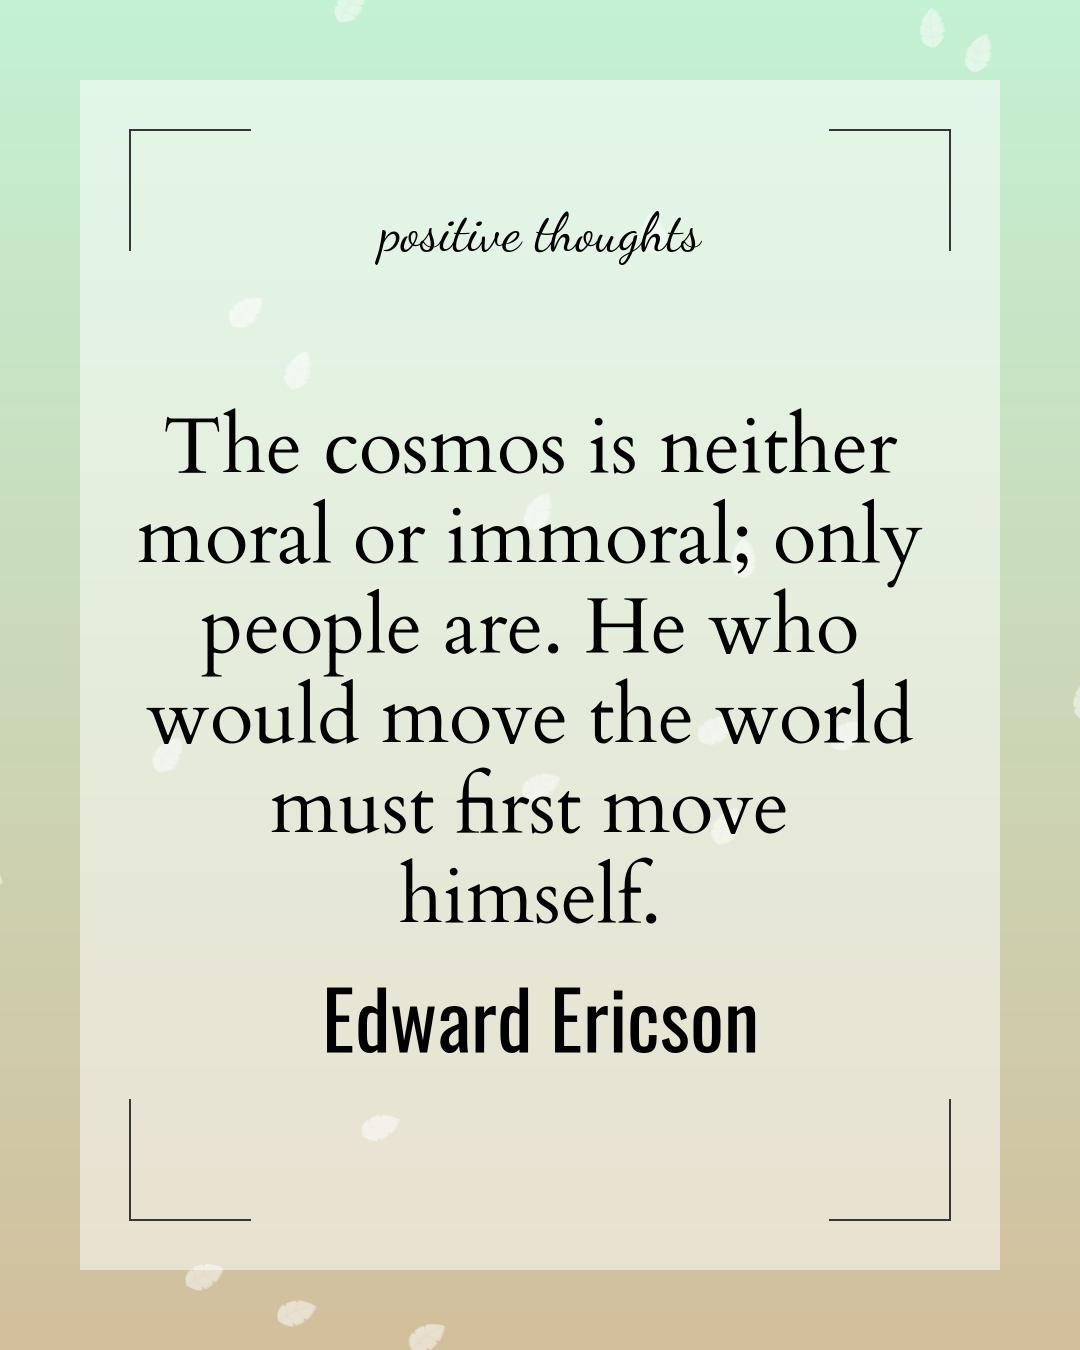 positive thoughts
The cosmos is neither
moral or immoral; only
people are. He who
would move the world
must first move
himself.
Edward Ericson